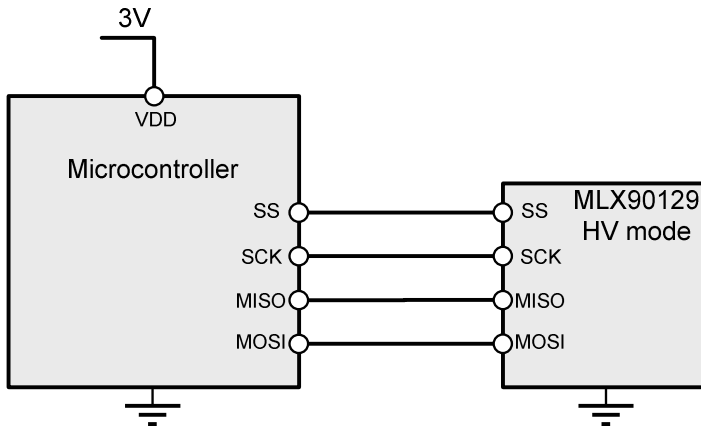 3V
VDD
Microcontroller
SS
SCK
MISO
MOSI
MLX90129
HV mode
SS
SCK
MISO
MOSI